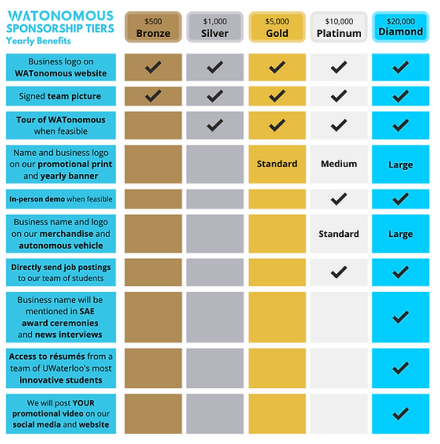 WATONOMOUS
SPONSORSHIP TIERS
Yearly Benefits
$500
Bronze
$1,000
Silver
$5,000
Gold
$10,000
Platinum
$20,000
Diamond
Business logo on
WATonomous website
Signed team picture
Tour of WATonomous
when feasible
Name and business logo
on our promotional print
and yearly banner
Standard
Medium
Large
In-person demo when feasible
Business name and logo
on our merchandise and
autonomous vehicle
Standard
Large
Directly send job postings
to our team of students
Business name will be
mentioned in SAE
award ceremonies
and news interviews
Access to résumés from a
team of UWaterloo's most
innovative students
We will post YOUR
promotional video on our
social media and website